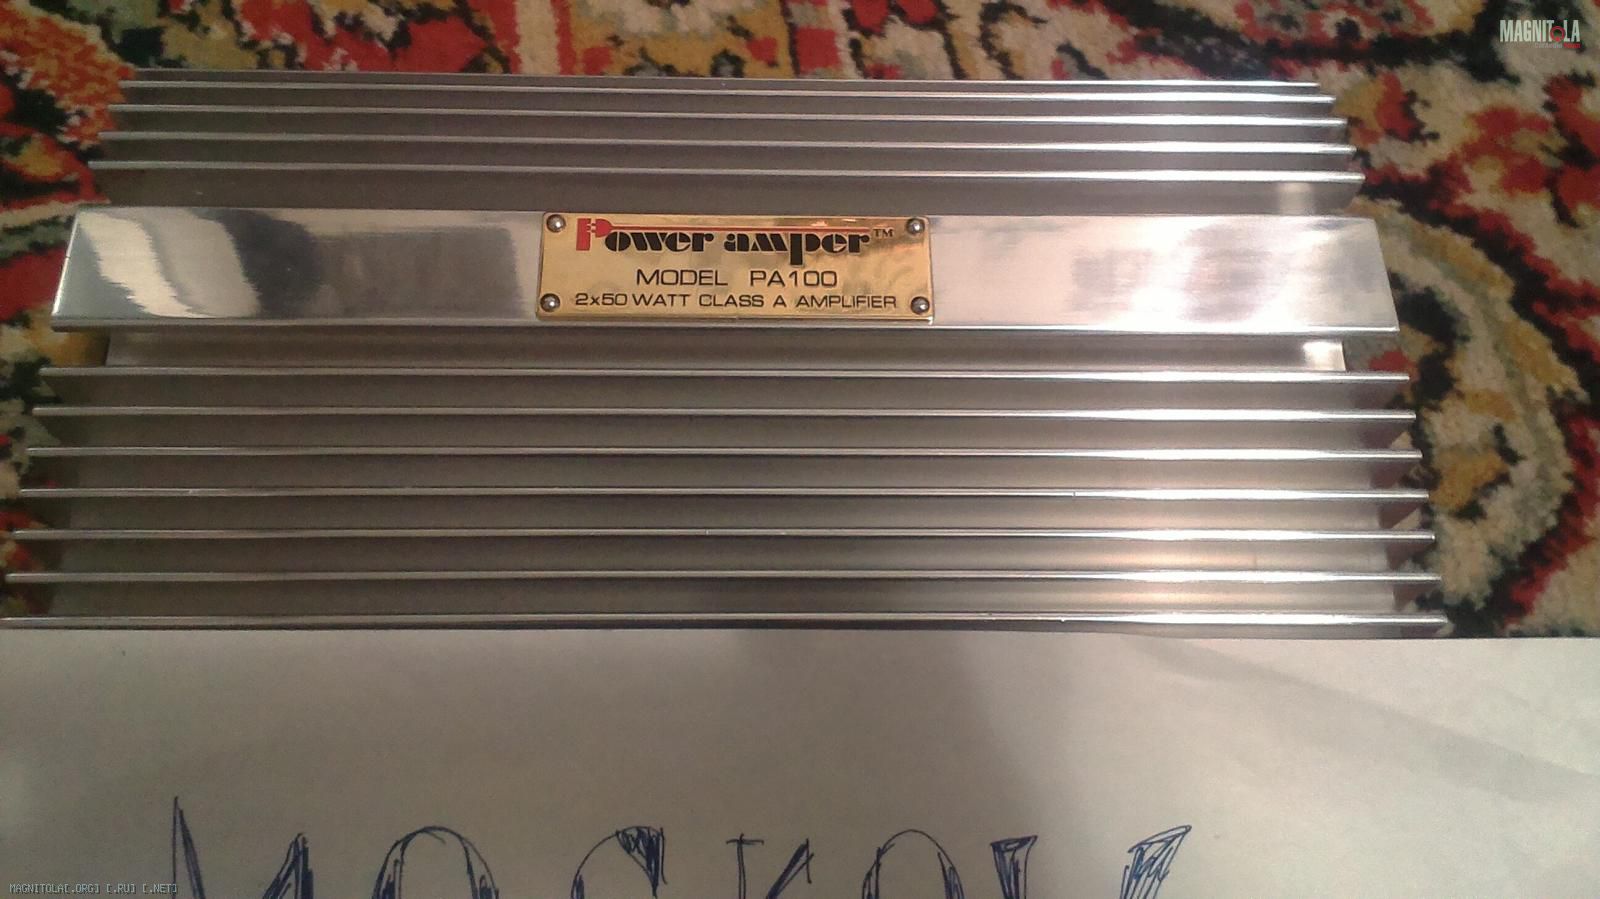 MAGNITOLA
Power amper™
MODEL PA100
2x50 WATT CLASS A AMPLIFIER
MAGNITOLA[.ORG] [.RU] [.NET]